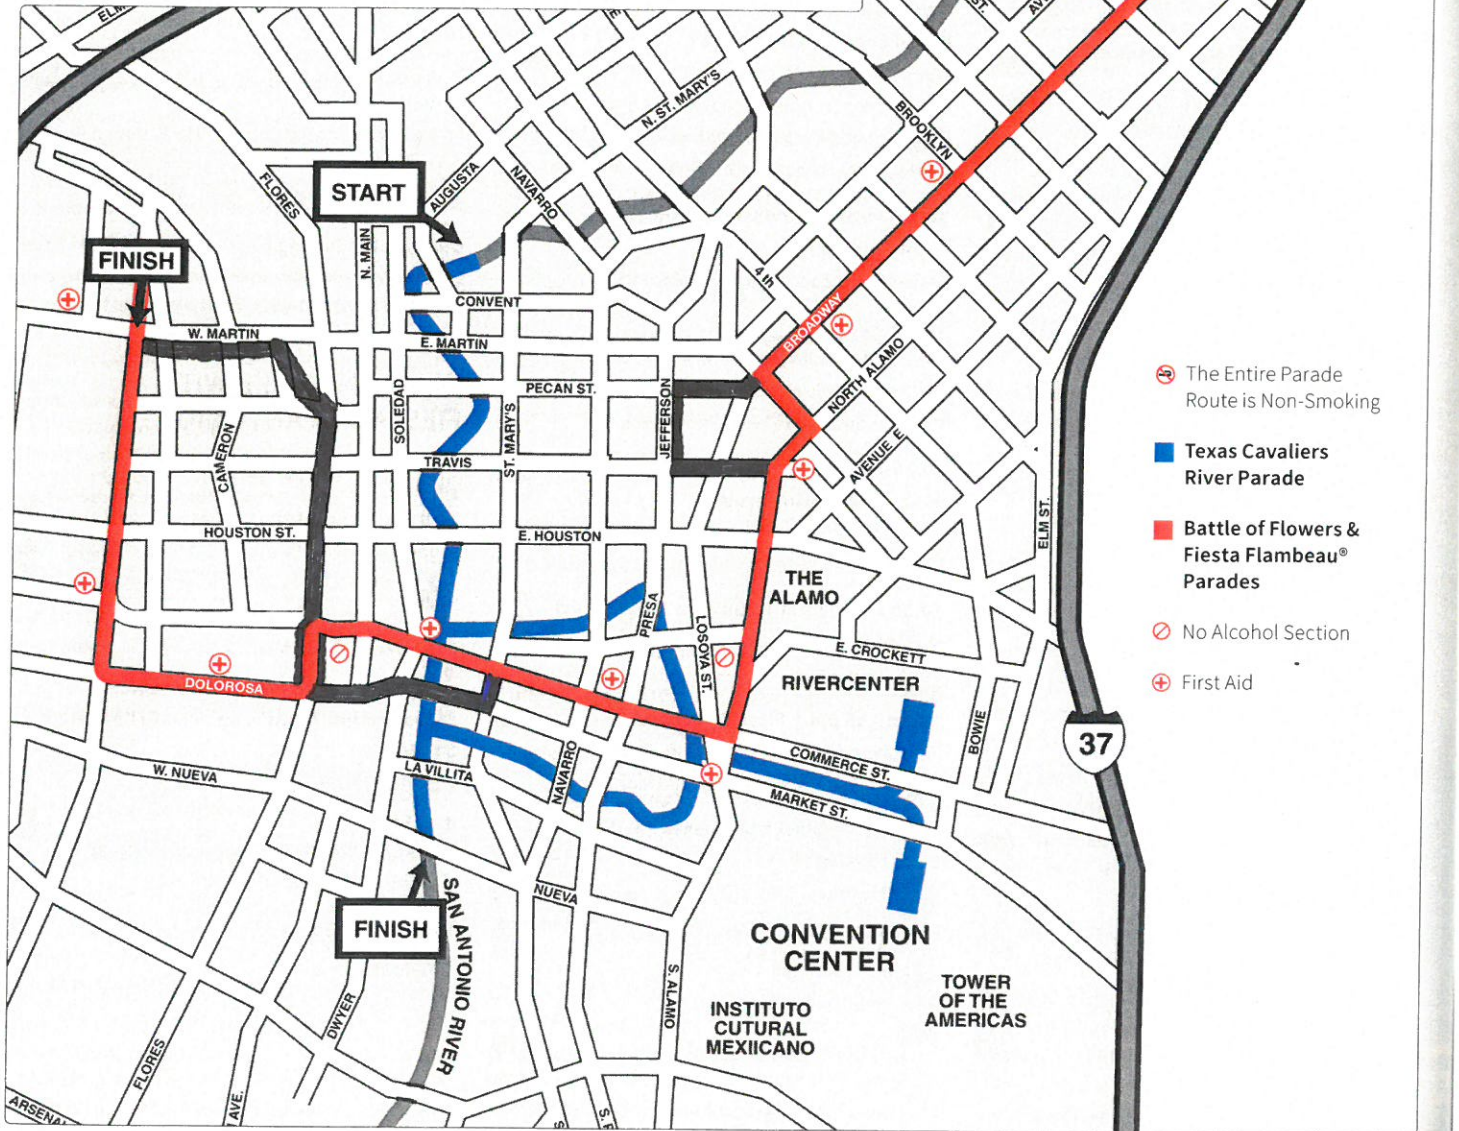 ELM
ST.
AV
N. ST. MARY'S
BROOKLYN
FLORES
START
AUGUSTA
NAVARRO
N. MAIN
FINISH
4 th
CONVENT
BROADWAY
W. MARTIN
E. MARTIN
PECAN ST.
SOLEDAD
ST. MARY'S
JEFFERSON
NORTH ALAMO
AVENUE E
CAMERON
TRAVIS
HOUSTON ST.
E. HOUSTON
ELM ST.
THE
ALAMO
PRESA
LOSOYA ST.
E. CROCKETT
DOLOROSA
RIVERCENTER
BOWIE
37
COMMERCE ST.
W. NUEVA
LA VILLITA
NAVARRO
MARKET ST.
NUEVA
FINISH
SAN ANTONIO RIVER
CONVENTION
CENTER
TOWER
OF THE
AMERICAS
S. ALAMO
INSTITUTO
CUTURAL
MEXIICANO
DWYER
FLORES
ARSENAL
AVE.
The Entire Parade
Route is Non-Smoking
Texas Cavaliers
River Parade
Battle of Flowers &
Fiesta Flambeau®
Parades
No Alcohol Section
First Aid